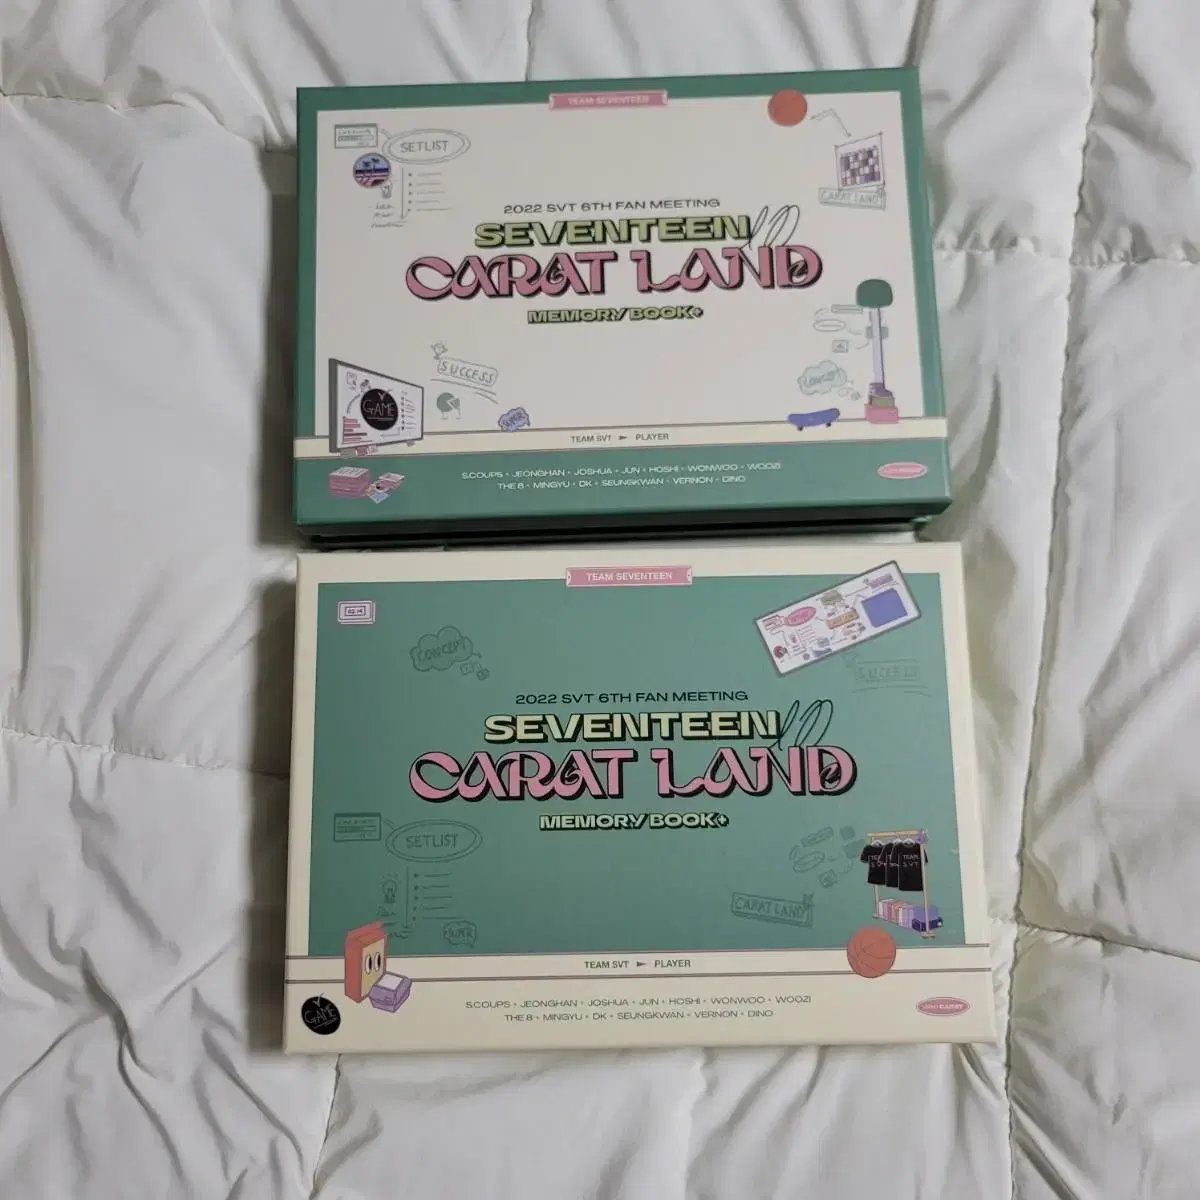 TEAM SEVENTEEN
SETLIST
CARAT LAND
2022 SVT 6TH FAN MEETING
SEVENTEEN
CARAT LAND
MEMORY BOOK+
SUCCESS
CONCEPT
GAME
TEAM SVT ► PLAYER
S.COUPS • JEONGHAN • JOSHUA • JUN • HOSHI • WONWOO • WOOZI
THE 8 • MINGYU • DK • SEUNGKWAN • VERNON • DINO
TEAM SEVENTEEN
02.14
CONCEPT
SUCCESS
2022 SVT 6TH FAN MEETING
SEVENTEEN
CARAT LAND
MEMORY BOOK+
SETLIST
CARAT LAND
TEAM SVT ► PLAYER
GAME
S.COUPS • JEONGHAN • JOSHUA • JUN • HOSHI • WONWOO • WOOZI
THE 8 • MINGYU • DK • SEUNGKWAN • VERNON • DINO